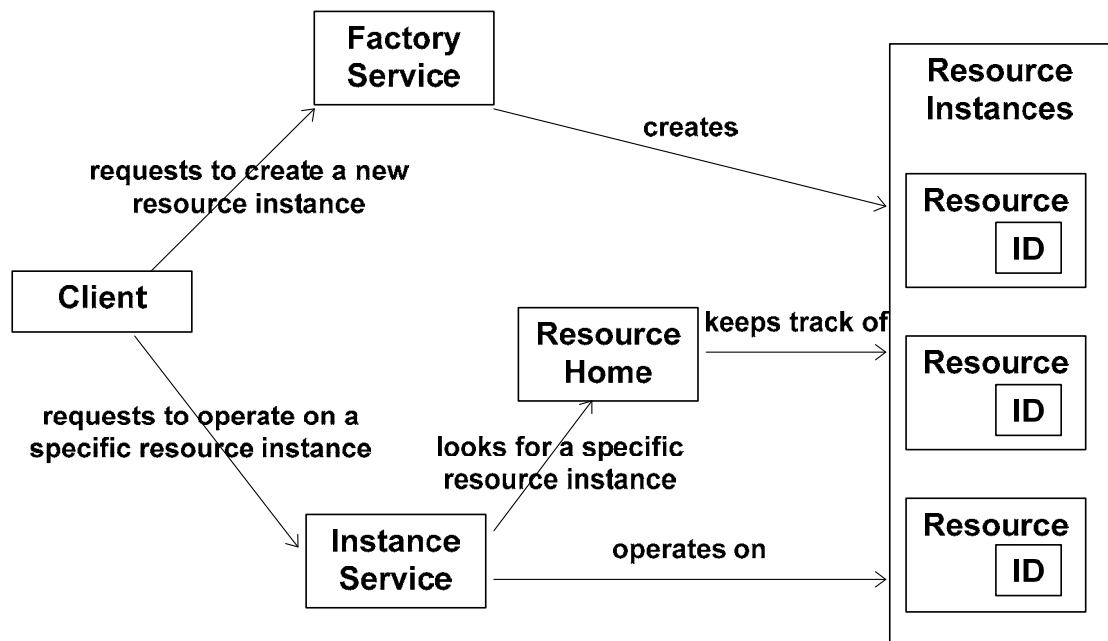 Factory
Service
Resource
Instances
creates
requests to create a new
resource instance
Resource
ID
Client
Resource
Home
keeps track of
Resource
ID
requests to operate on a
specific resource instance
looks for a specific
resource instance
Instance
Service
operates on
Resource
ID